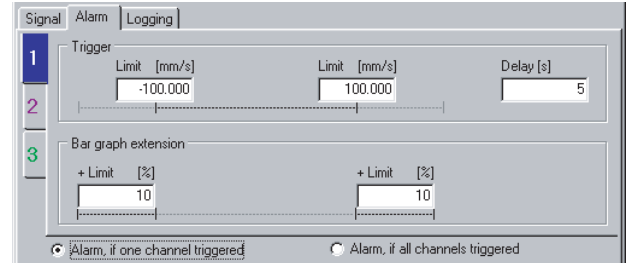 Signal Alarm Logging
1
Trigger
Limit [mm/s] Limit [mm/s] Delay [s]
-100.000 100.000 5
2
Bar graph extension
3
+ Limit [%] + Limit [%]
10 10
Alarm, if one channel triggered Alarm, if all channels triggered